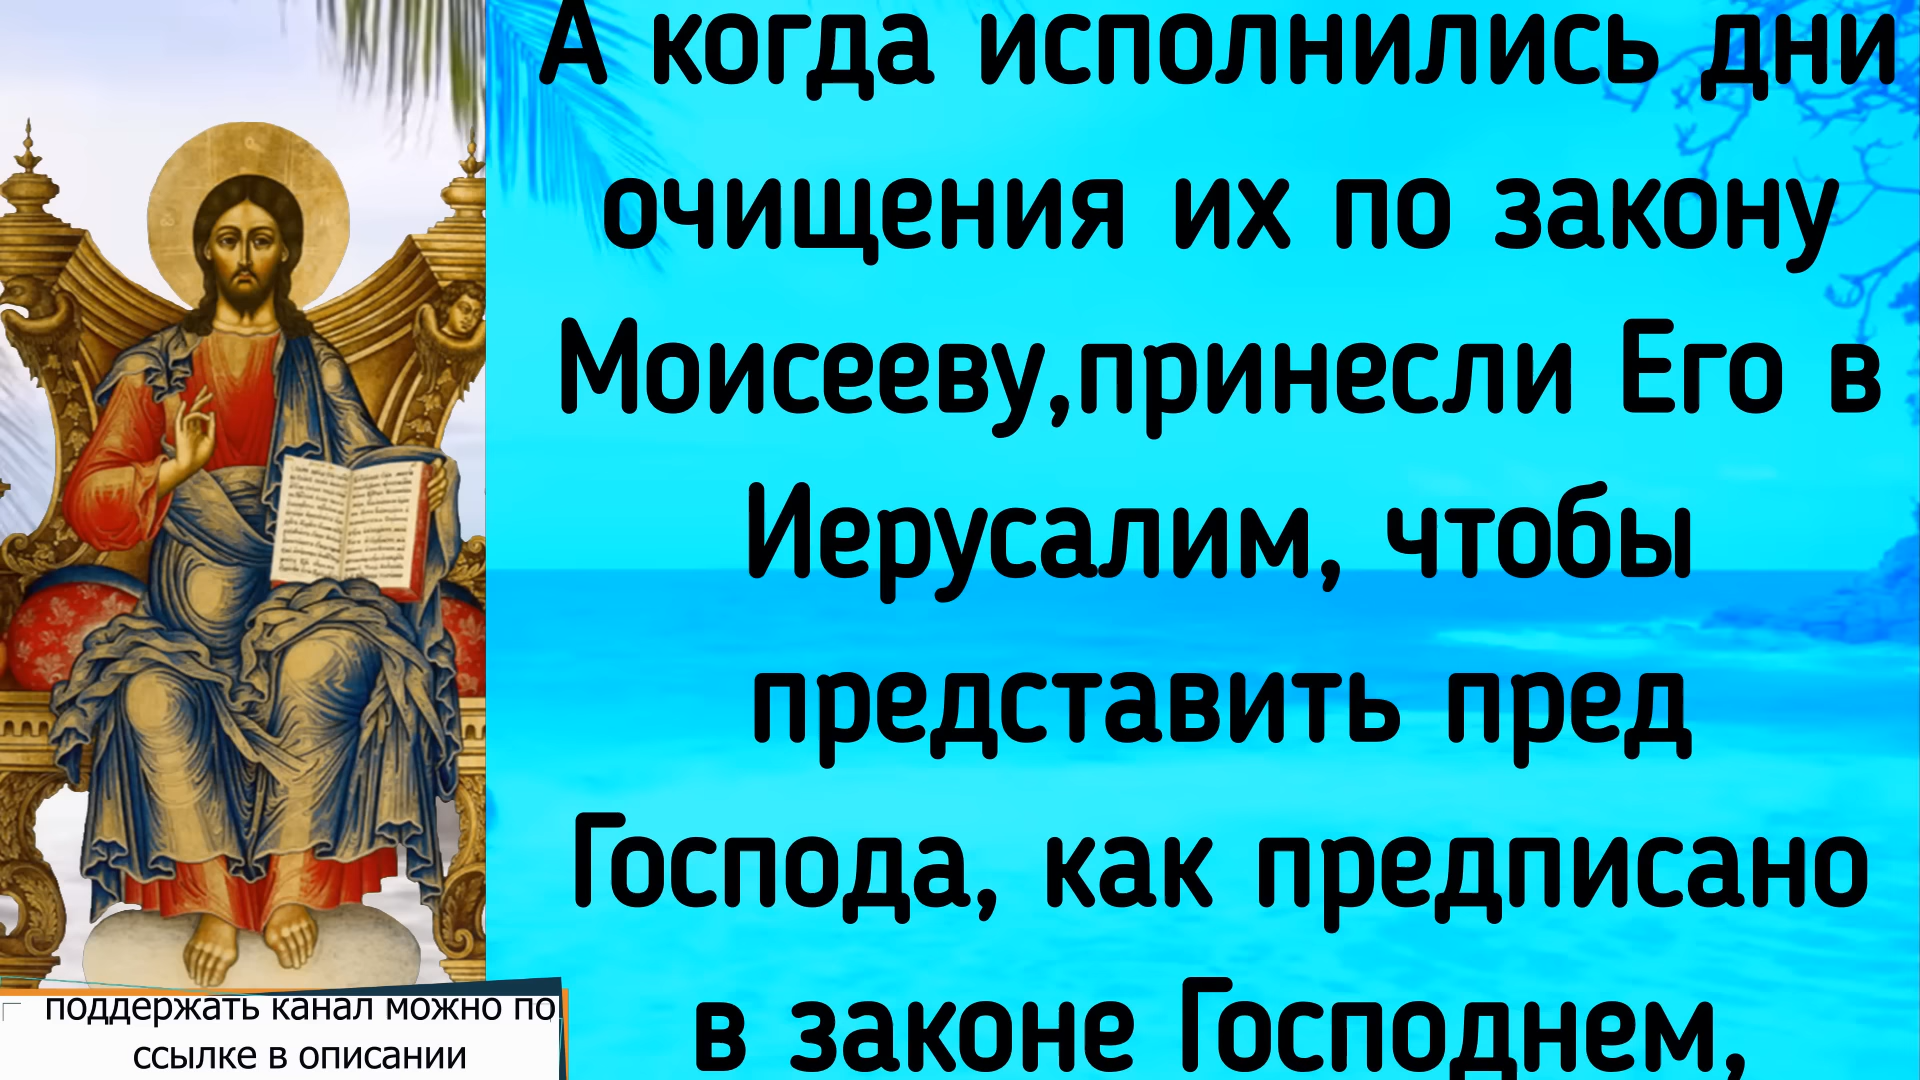 А когда исполнились дни
очищения их по закону
Моисееву,принесли Его в
Иерусалим, чтобы
представить пред
Господа, как предписано
в законе Господнем,
поддержать канал можно по
ссылке в описании